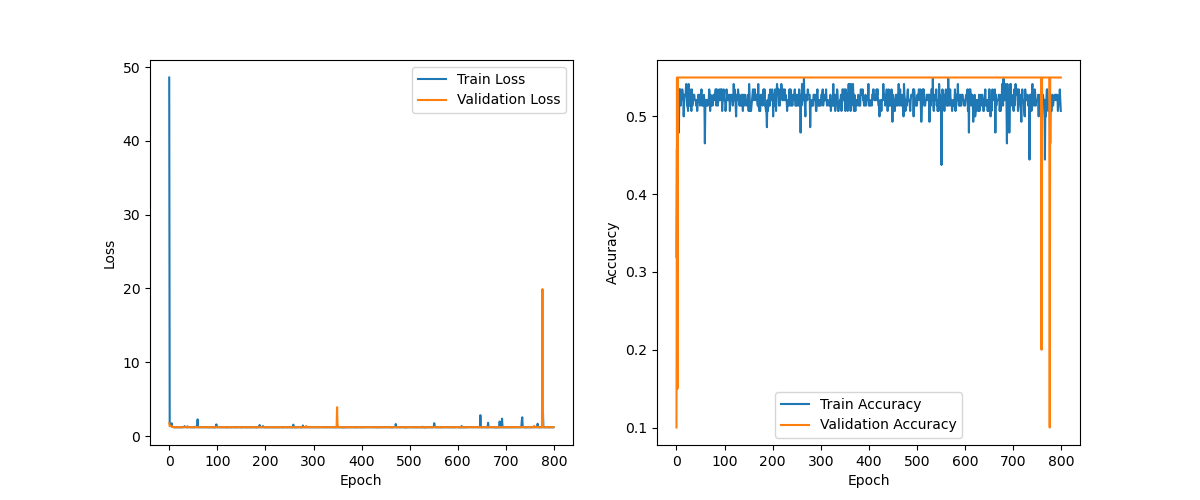 50
40
30
20
10
0
Loss
0 100 200 300 400 500 600 700 800
Epoch
Train Loss
Validation Loss
0.5
0.4
0.3
0.2
0.1
Accuracy
0 100 200 300 400 500 600 700 800
Epoch
Train Accuracy
Validation Accuracy